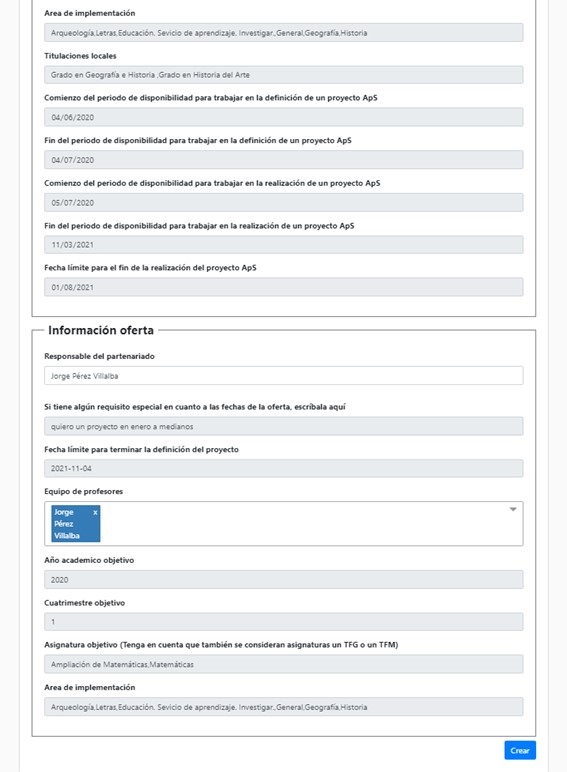 Area de implementación
Arqueología,Letras,Educación. Sevicio de aprendizaje. Investigar.,General,Geografía,Historia
Titulaciones locales
Grado en Geografía e Historia ,Grado en Historia del Arte
Comienzo del periodo de disponibilidad para trabajar en la definición de un proyecto ApS
04/06/2020
Fin del periodo de disponibilidad para trabajar en la definición de un proyecto ApS
04/07/2020
Comienzo del periodo de disponibilidad para trabajar en la realización de un proyecto ApS
05/07/2020
Fin del periodo de disponibilidad para trabajar en la realización de un proyecto ApS
11/03/2021
Fecha límite para el fin de la realización del proyecto ApS
01/08/2021
Información oferta
Responsable del partenariado
Jorge Pérez Villalba
Si tiene algún requisito especial en cuanto a las fechas de la oferta, escríbala aquí
quiero un proyecto en enero a medianos
Fecha límite para terminar la definición del proyecto
2021-11-04
Equipo de profesores
Jorge x
Pérez
Villalba
Año academico objetivo
2020
Cuatrimestre objetivo
1
Asignatura objetivo (Tenga en cuenta que también se consideran asignaturas un TFG o un TFM)
Ampliación de Matemáticas,Matemáticas
Area de implementación
Arqueología,Letras,Educación. Sevicio de aprendizaje. Investigar.,General,Geografía,Historia
Crear